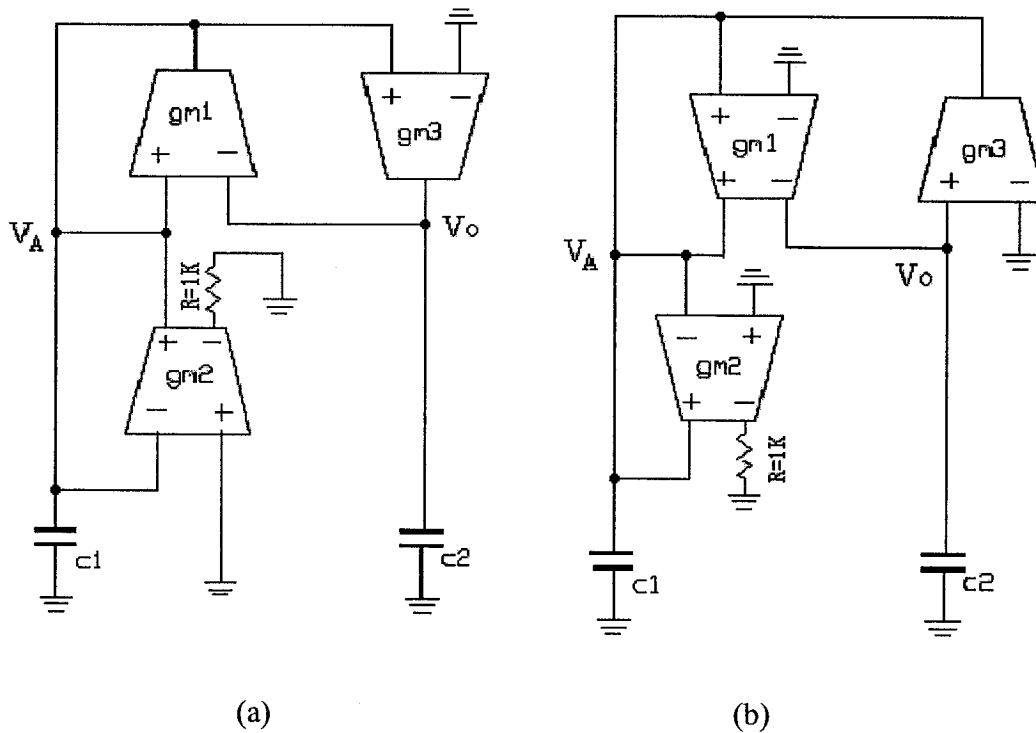 gm1
+ −
+ −
gm3
V_A
Vo
R=1K
+ −
gm2
− +
c1
c2
(a)
+ −
gm1
+ −
gm3
+ −
V_A
Vo
− +
gm2
+ −
R=1K
c1
c2
(b)